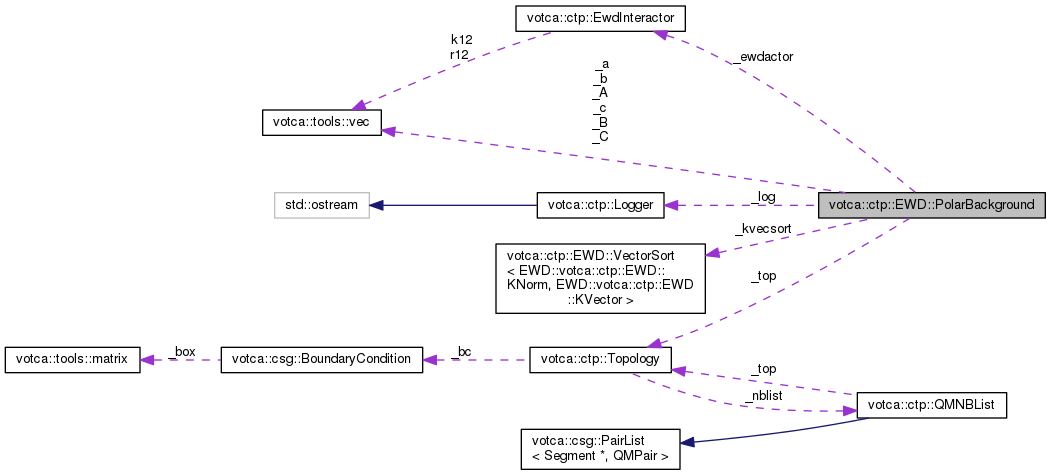 votca::ctp::EwdInteractor
k12
r12
_ewdactor
_a
_b
_A
_c
_B
_C
votca::tools::vec
std::ostream
votca::ctp::Logger
_log
votca::ctp::EWD::PolarBackground
_kvecsort
votca::ctp::EWD::VectorSort
< EWD::votca::ctp::EWD::
KNorm, EWD::votca::ctp::EWD
::KVector >
_top
votca::tools::matrix
_box
votca::csg::BoundaryCondition
_bc
votca::ctp::Topology
_top
_nblist
votca::ctp::QMNBList
votca::csg::PairList
< Segment *, QMPair >